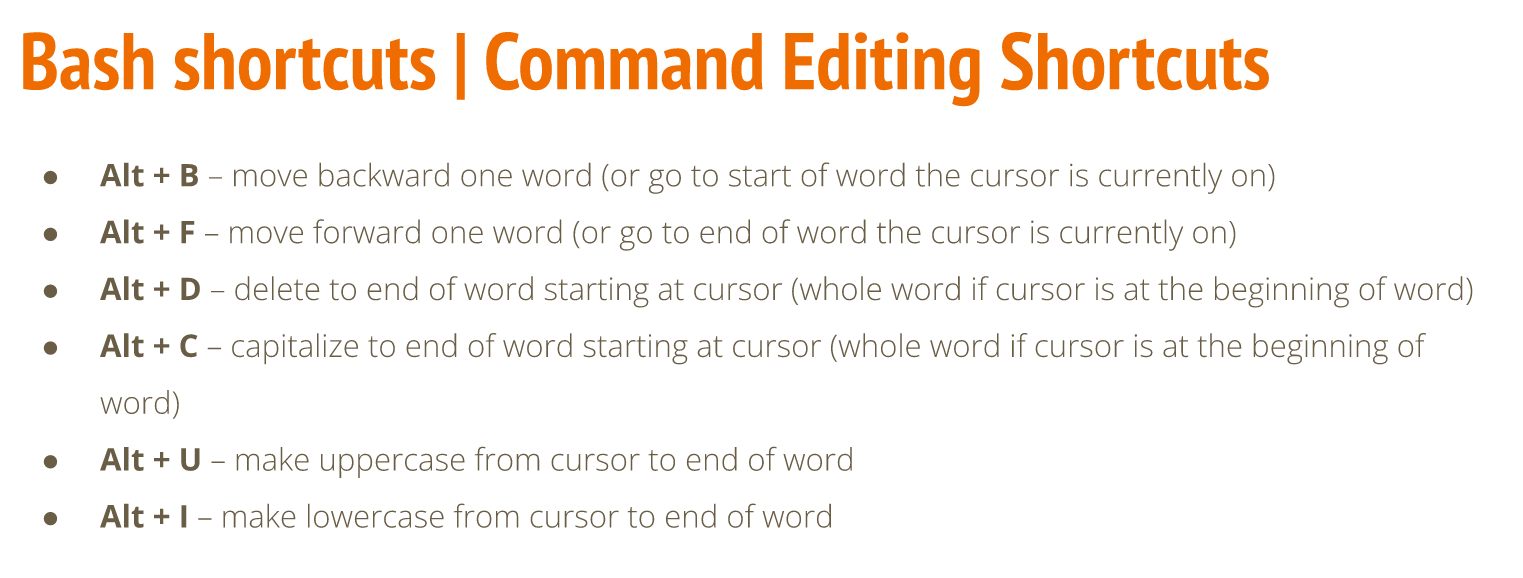 Bash shortcuts | Command Editing Shortcuts
● Alt + B – move backward one word (or go to start of word the cursor is currently on)
● Alt + F – move forward one word (or go to end of word the cursor is currently on)
● Alt + D – delete to end of word starting at cursor (whole word if cursor is at the beginning of word)
● Alt + C – capitalize to end of word starting at cursor (whole word if cursor is at the beginning of
word)
● Alt + U – make uppercase from cursor to end of word
● Alt + I – make lowercase from cursor to end of word